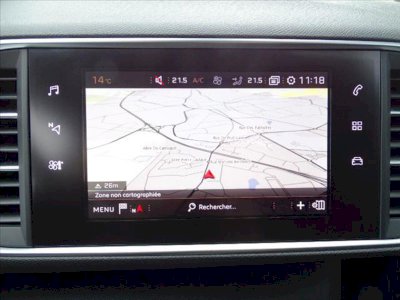 14°C 21.5 A/C 21.5 11:18
N
26m
Zone non cartographiée
MENU N Rechercher... +